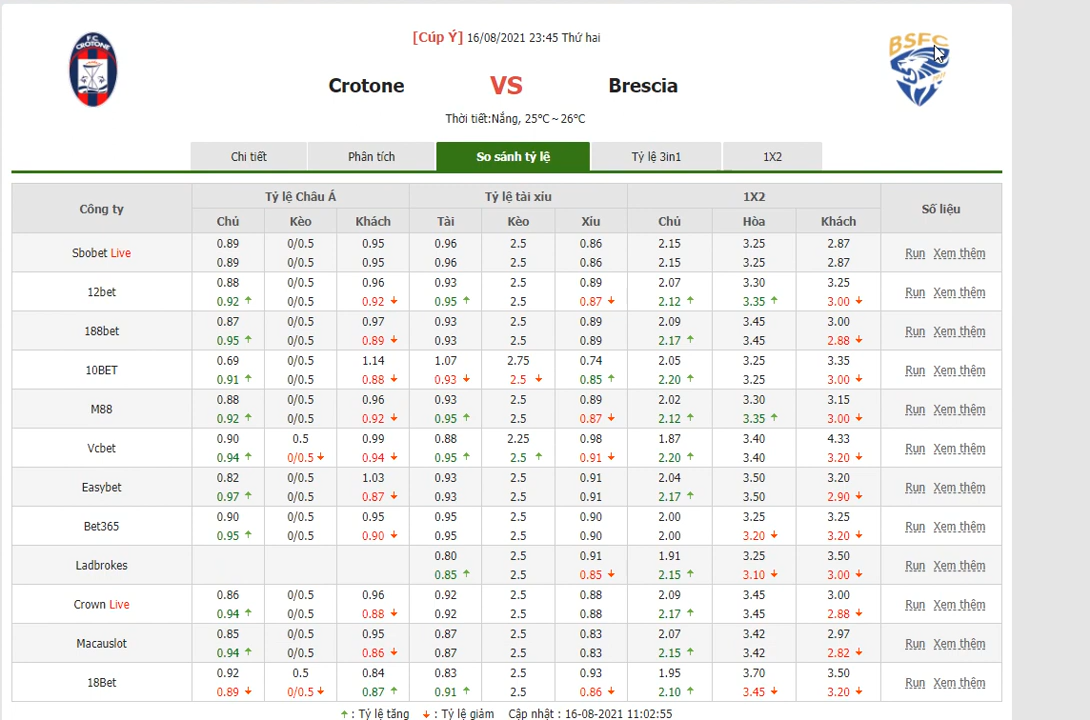 F.C.
CROTONE
BSFC
[Cúp Ý] 16/08/2021 23:45 Thứ hai
Crotone VS Brescia
Thời tiết:Nắng, 25℃～26℃
Chi tiết Phân tích So sánh tỷ lệ Tỷ lệ 3in1 1X2
Công ty Tỷ lệ Châu Á Tỷ lệ tài xíu 1X2 Số liệu
Chủ Kèo Khách Tài Kèo Xíu Chủ Hòa Khách
Sbobet Live 0.89 0/0.5 0.95 0.96 2.5 0.86 2.15 3.25 2.87 Run Xem thêm
0.89 0/0.5 0.95 0.96 2.5 0.86 2.15 3.25 2.87
12bet 0.88 0/0.5 0.96 0.93 2.5 0.89 2.07 3.30 3.25 Run Xem thêm
0.92 ↑ 0/0.5 0.92 ↓ 0.95 ↑ 2.5 0.87 ↓ 2.12 ↑ 3.35 ↑ 3.00 ↓
188bet 0.87 0/0.5 0.97 0.93 2.5 0.89 2.09 3.45 3.00 Run Xem thêm
0.95 ↑ 0/0.5 0.89 ↓ 0.93 2.5 0.89 2.17 ↑ 3.45 2.88 ↓
10BET 0.69 0/0.5 1.14 1.07 2.75 0.74 2.05 3.25 3.35 Run Xem thêm
0.91 ↑ 0/0.5 0.88 ↓ 0.93 ↓ 2.5 ↓ 0.85 ↑ 2.20 ↑ 3.25 3.00 ↓
M88 0.88 0/0.5 0.96 0.93 2.5 0.89 2.02 3.30 3.15 Run Xem thêm
0.92 ↑ 0/0.5 0.92 ↓ 0.95 ↑ 2.5 0.87 ↓ 2.12 ↑ 3.35 ↑ 3.00 ↓
Vcbet 0.90 0.5 0.99 0.88 2.25 0.98 1.87 3.40 4.33 Run Xem thêm
0.94 ↑ 0/0.5 ↓ 0.94 ↓ 0.95 ↑ 2.5 ↑ 0.91 ↓ 2.20 ↑ 3.40 3.20 ↓
Easybet 0.82 0/0.5 1.03 0.93 2.5 0.91 2.04 3.50 3.20 Run Xem thêm
0.97 ↑ 0/0.5 0.87 ↓ 0.93 2.5 0.91 2.17 ↑ 3.50 2.90 ↓
Bet365 0.90 0/0.5 0.95 0.95 2.5 0.90 2.00 3.25 3.25 Run Xem thêm
0.95 ↑ 0/0.5 0.90 ↓ 0.95 2.5 0.90 2.00 3.20 ↓ 3.20 ↓
Ladbrokes 0.80 2.5 0.91 1.91 3.25 3.50 Run Xem thêm
0.85 ↑ 2.5 0.85 ↓ 2.15 ↑ 3.10 ↓ 3.00 ↓
Crown Live 0.86 0/0.5 0.96 0.92 2.5 0.88 2.09 3.45 3.00 Run Xem thêm
0.94 ↑ 0/0.5 0.88 ↓ 0.92 2.5 0.88 2.17 ↑ 3.45 2.88 ↓
Macauslot 0.85 0/0.5 0.95 0.87 2.5 0.83 2.07 3.42 2.97 Run Xem thêm
0.94 ↑ 0/0.5 0.86 ↓ 0.87 2.5 0.83 2.15 ↑ 3.42 2.82 ↓
18Bet 0.92 0.5 0.84 0.83 2.5 0.93 1.95 3.70 3.50 Run Xem thêm
0.89 ↓ 0/0.5 ↓ 0.87 ↑ 0.91 ↑ 2.5 0.86 ↓ 2.10 ↑ 3.45 ↓ 3.20 ↓
↑ : Tỷ lệ tăng ↓ : Tỷ lệ giảm Cập nhật : 16-08-2021 11:02:55